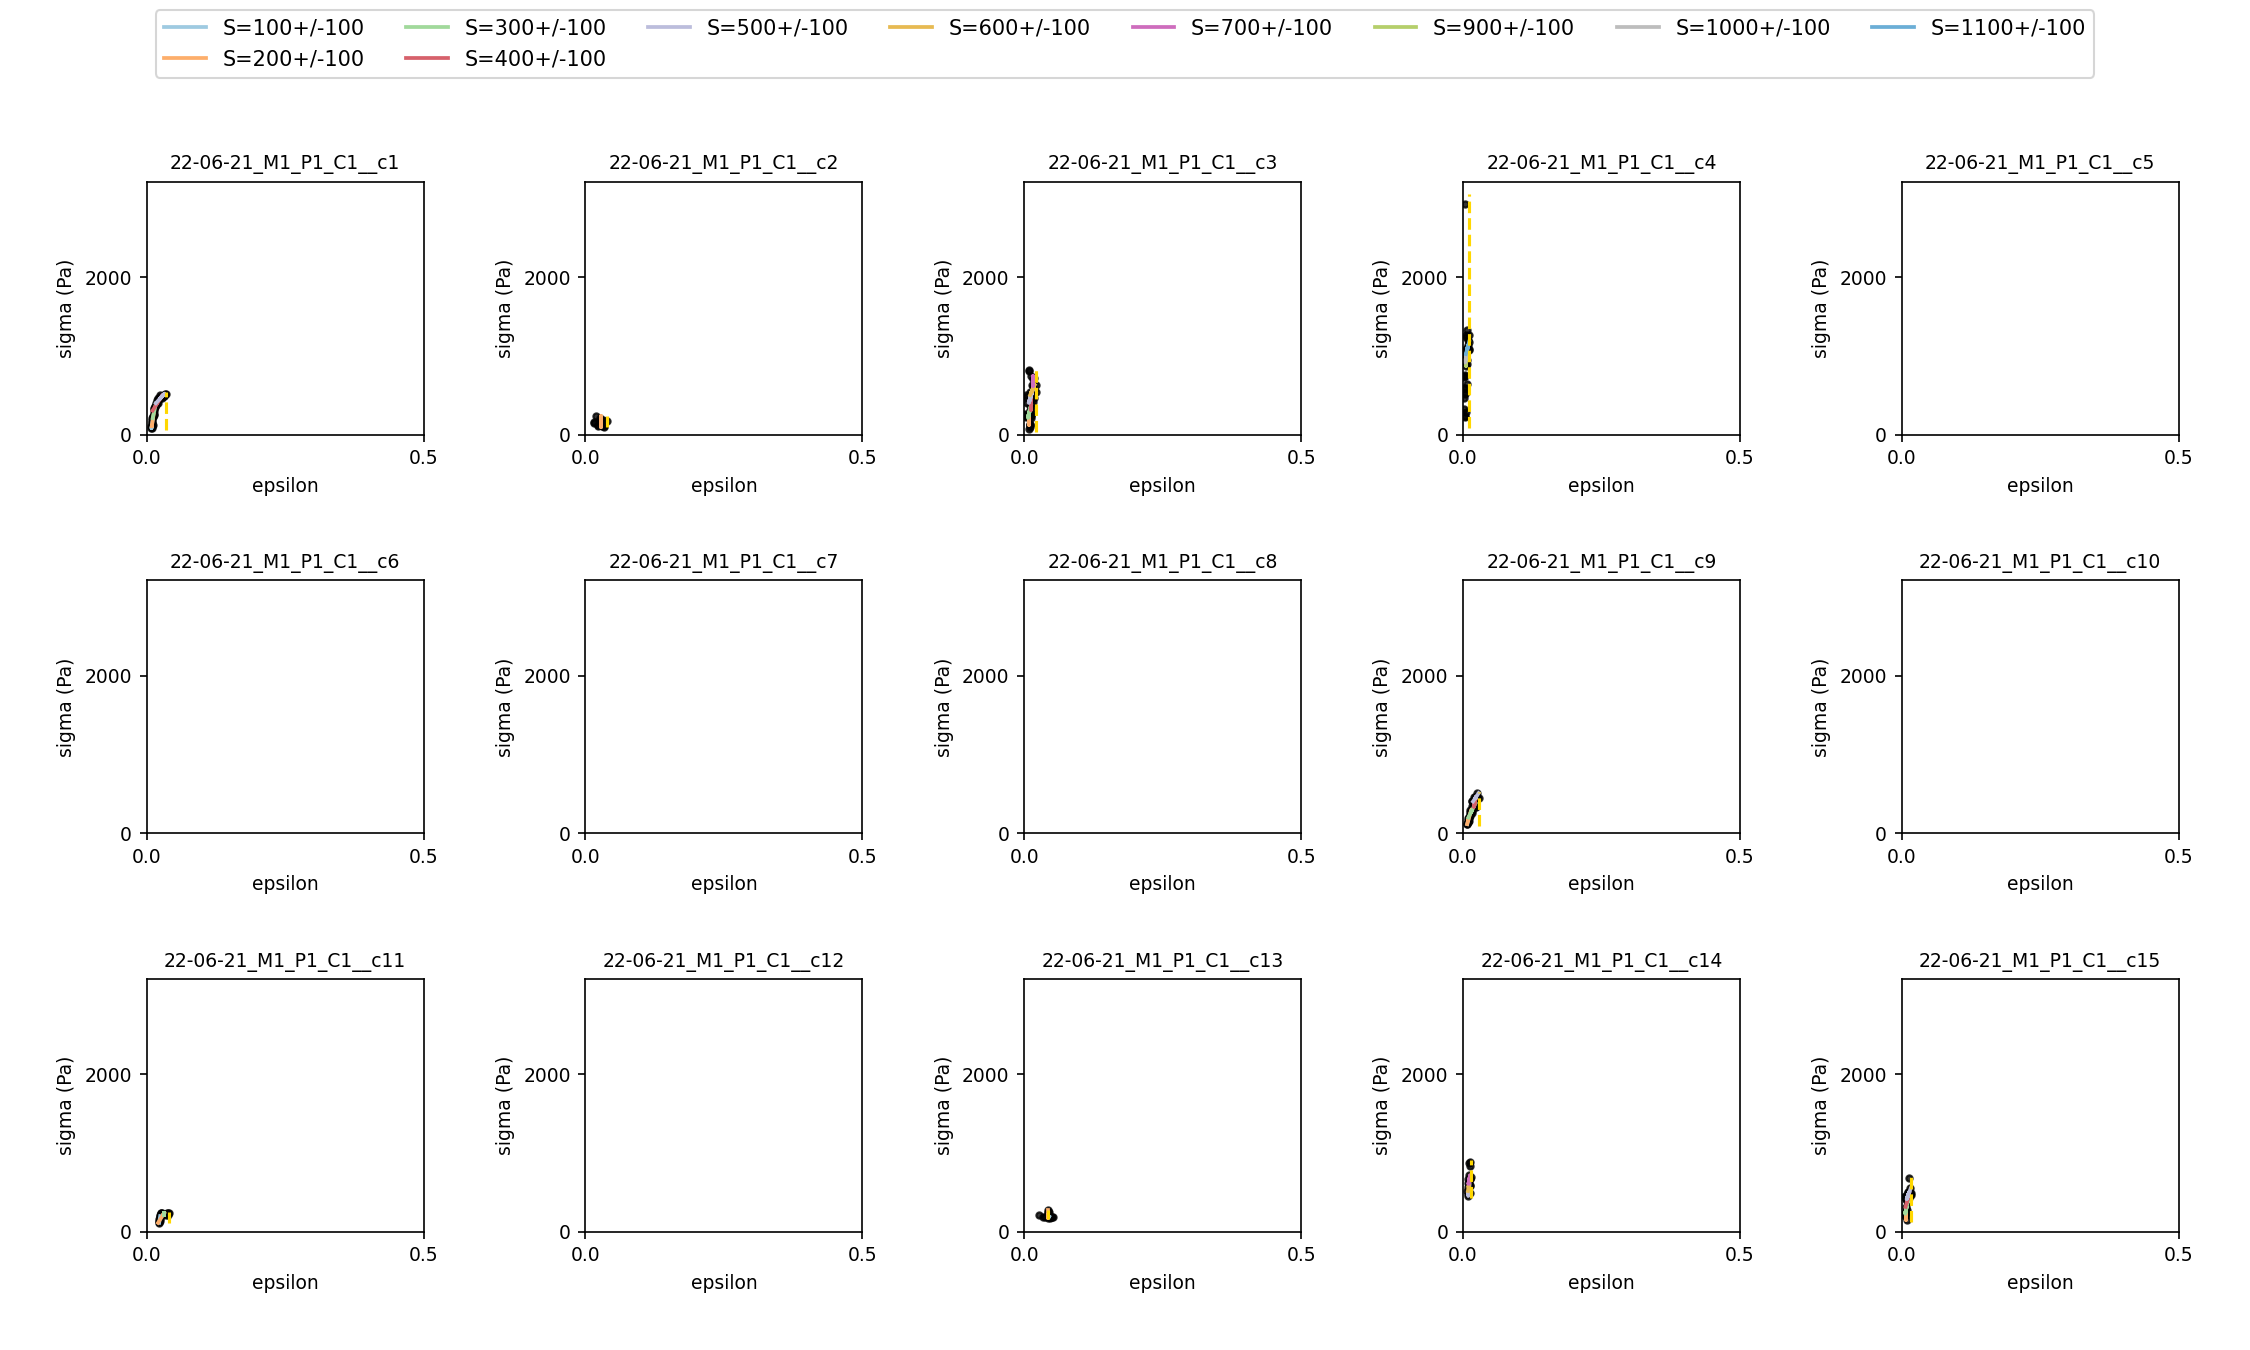 S=100+/-100 S=300+/-100 S=500+/-100 S=600+/-100 S=700+/-100 S=900+/-100 S=1000+/-100 S=1100+/-100
S=200+/-100 S=400+/-100
22-06-21_M1_P1_C1__c1 22-06-21_M1_P1_C1__c2 22-06-21_M1_P1_C1__c3 22-06-21_M1_P1_C1__c4 22-06-21_M1_P1_C1__c5
sigma (Pa) sigma (Pa) sigma (Pa) sigma (Pa) sigma (Pa)
2000 2000 2000 2000 2000
0 0 0 0 0
0.0 0.5 0.0 0.5 0.0 0.5 0.0 0.5 0.0 0.5
epsilon epsilon epsilon epsilon epsilon
22-06-21_M1_P1_C1__c6 22-06-21_M1_P1_C1__c7 22-06-21_M1_P1_C1__c8 22-06-21_M1_P1_C1__c9 22-06-21_M1_P1_C1__c10
sigma (Pa) sigma (Pa) sigma (Pa) sigma (Pa) sigma (Pa)
2000 2000 2000 2000 2000
0 0 0 0 0
0.0 0.5 0.0 0.5 0.0 0.5 0.0 0.5 0.0 0.5
epsilon epsilon epsilon epsilon epsilon
22-06-21_M1_P1_C1__c11 22-06-21_M1_P1_C1__c12 22-06-21_M1_P1_C1__c13 22-06-21_M1_P1_C1__c14 22-06-21_M1_P1_C1__c15
sigma (Pa) sigma (Pa) sigma (Pa) sigma (Pa) sigma (Pa)
2000 2000 2000 2000 2000
0 0 0 0 0
0.0 0.5 0.0 0.5 0.0 0.5 0.0 0.5 0.0 0.5
epsilon epsilon epsilon epsilon epsilon